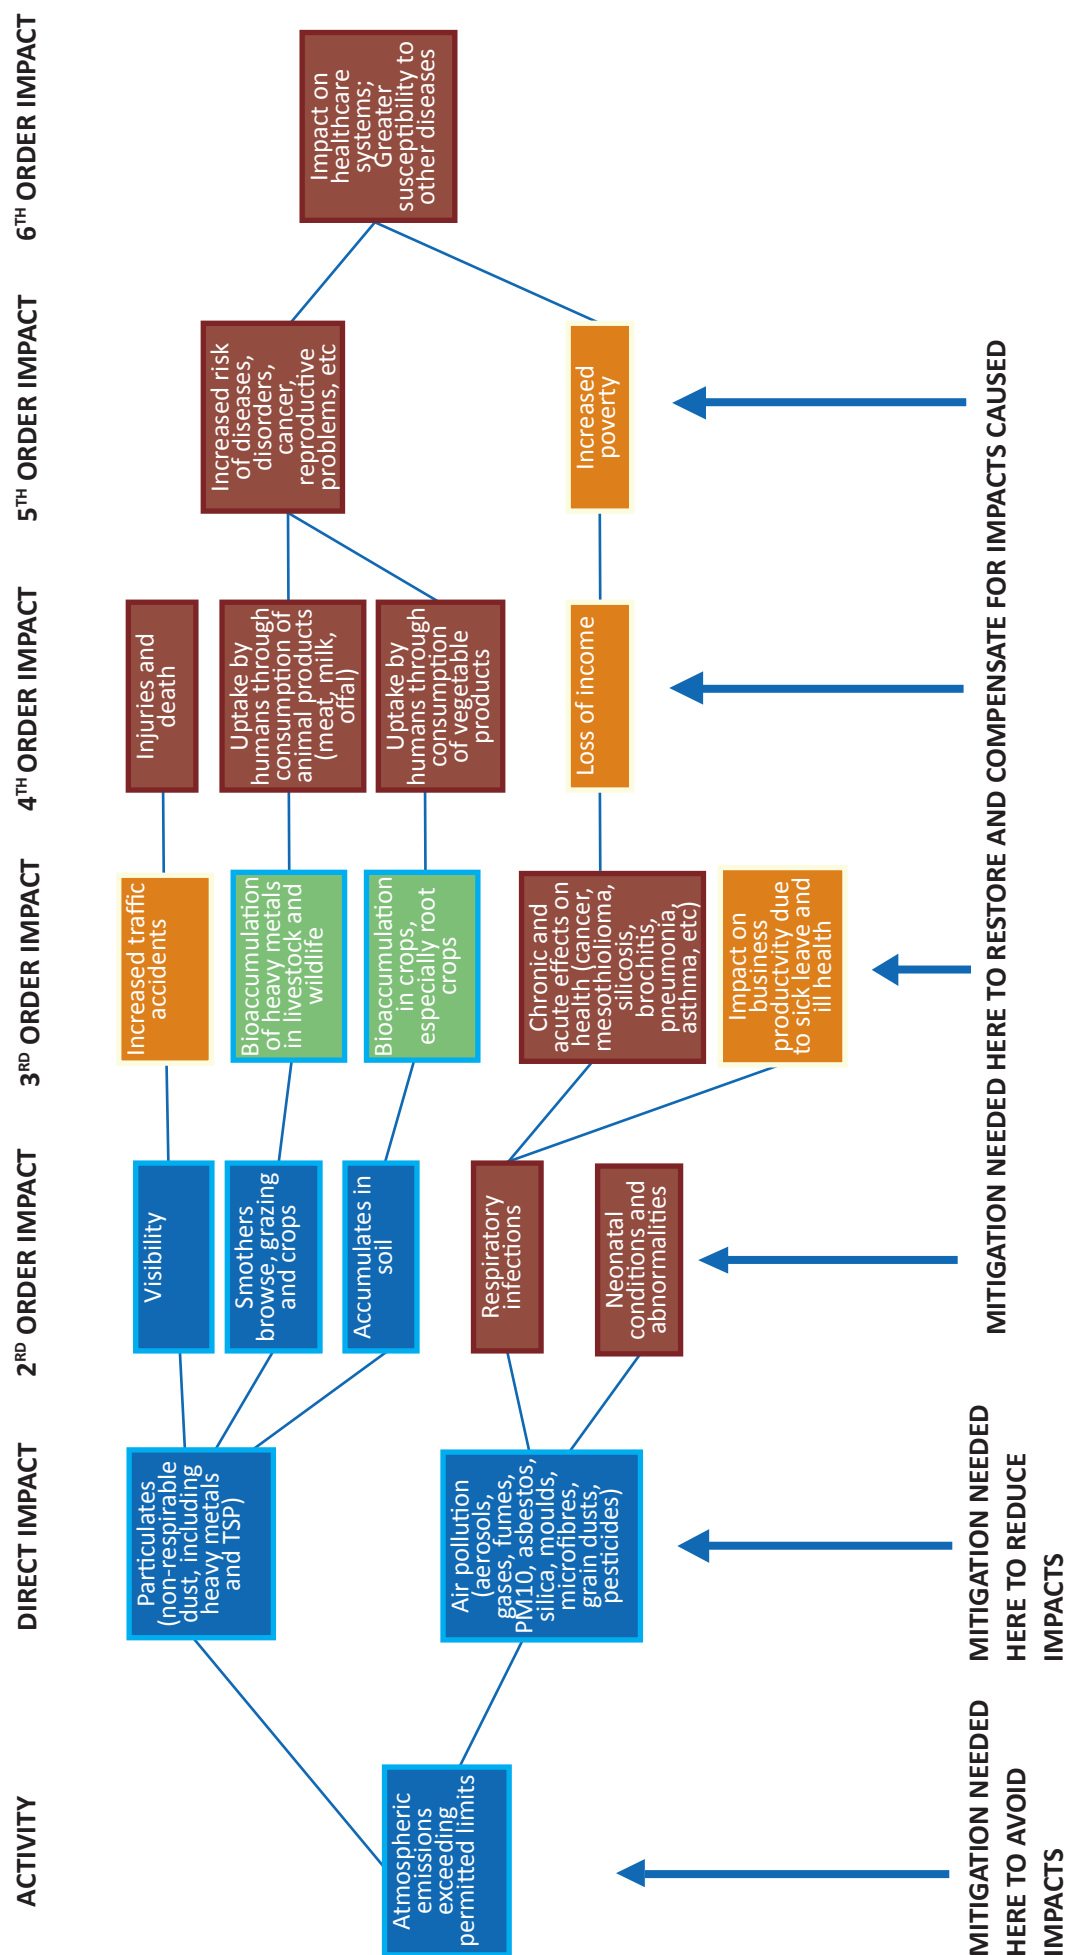 ACTIVITY
DIRECT IMPACT
2RD ORDER IMPACT
3RD ORDER IMPACT
4TH ORDER IMPACT
5TH ORDER IMPACT
6TH ORDER IMPACT
Atmospheric
emissions
exceeding
permitted limits
Particulates
(non-respirable
dust, including
heavy metals
and TSP)
Air pollution
(aerosols,
gases, fumes,
PM10, asbestos,
silica, moulds,
microfibres,
grain dusts,
pesticides)
Visibility
Smothers
browse, grazing
and crops
Accumulates in
soil
Respiratory
infections
Neonatal
conditions and
abnormalities
Increased traffic
accidents
Bioaccumulation
of heavy metals
in livestock and
wildlife
Bioaccumulation
in crops,
especially root
crops
Chronic and
acute effects on
health (cancer,
mesothiolioma,
silicosis,
brochitis,
pneumonia,
asthma, etc)
Impact on
business
productvity due
to sick leave and
ill health
Injuries and
death
Uptake by
humans through
consumption of
animal products
(meat, milk,
offal)
Uptake by
humans through
consumption
of vegetable
products
Loss of income
Increased risk
of diseases,
disorders,
cancer,
reproductive
problems, etc
Increased
poverty
Impact on
healthcare
systems;
Greater
susceptibility to
other diseases
MITIGATION NEEDED
HERE TO AVOID
IMPACTS
MITIGATION NEEDED
HERE TO REDUCE
IMPACTS
MITIGATION NEEDED HERE TO RESTORE AND COMPENSATE FOR IMPACTS CAUSED